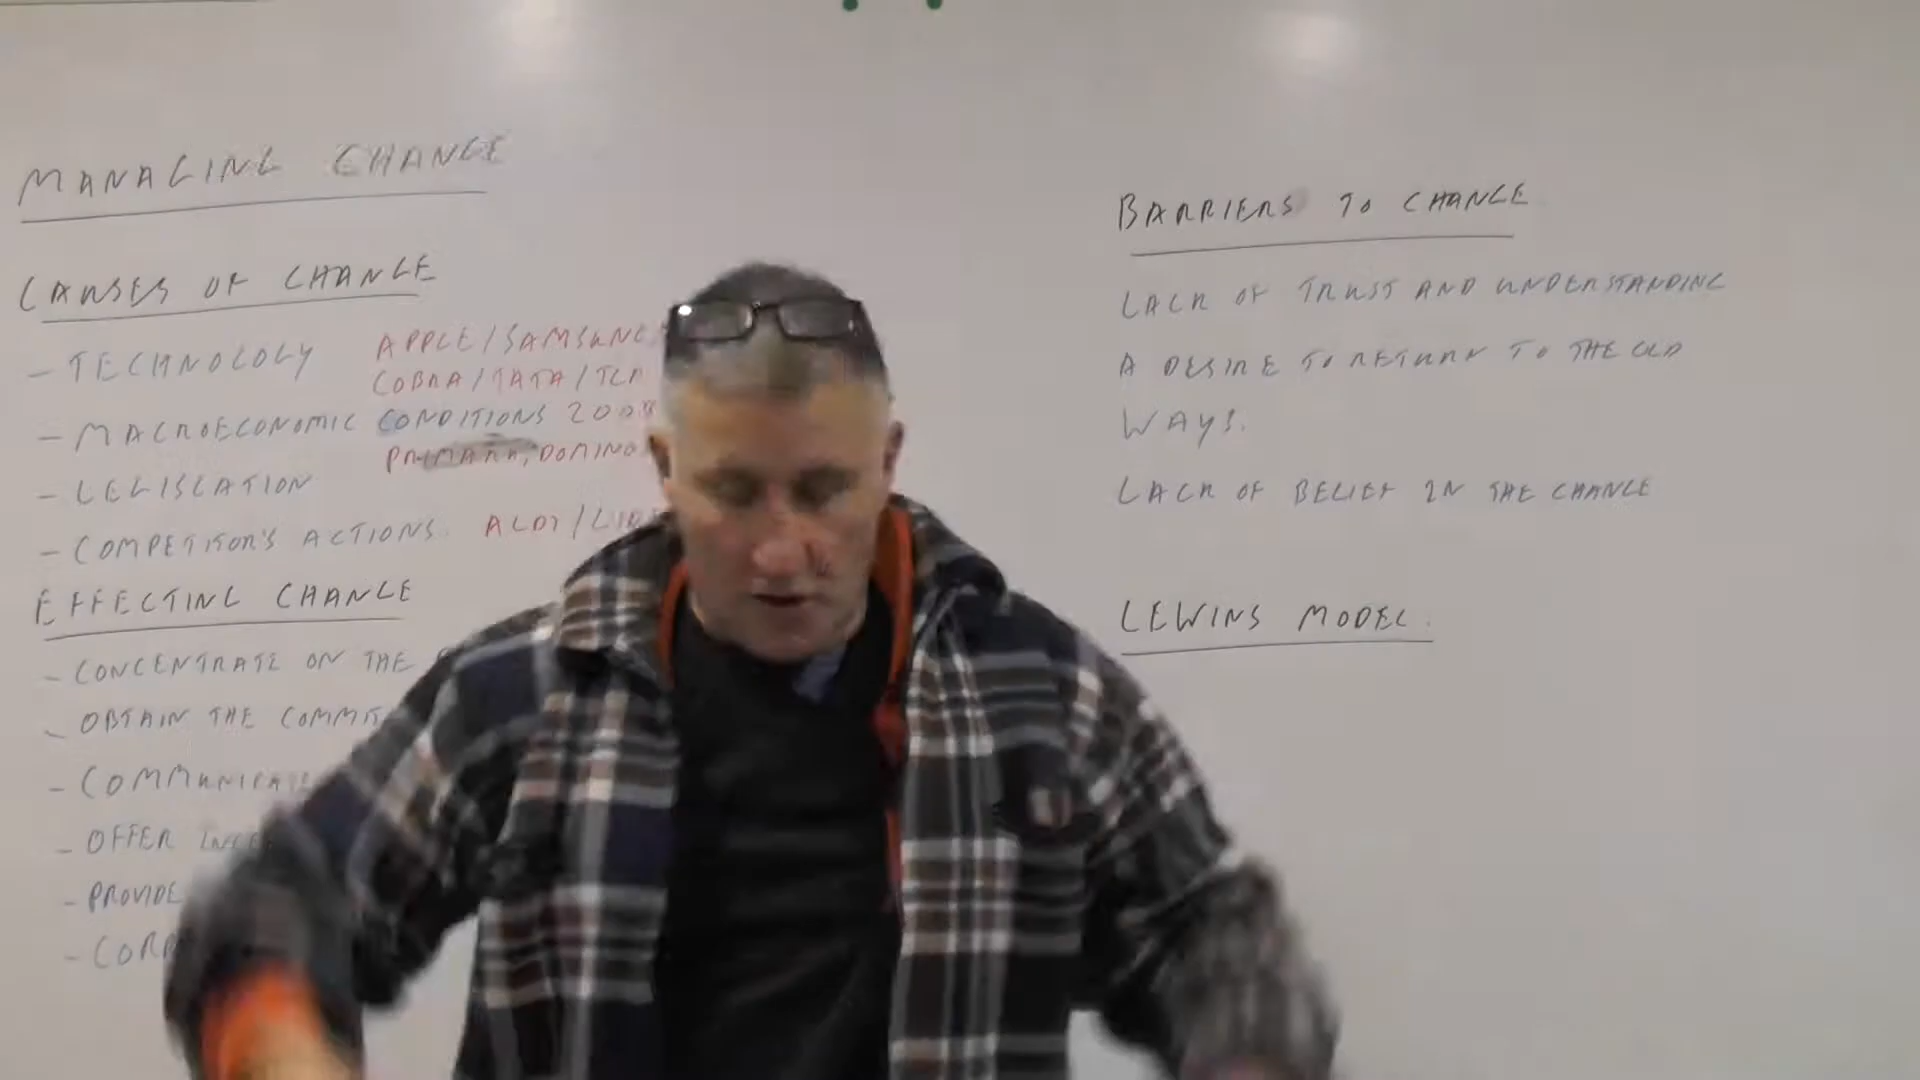 MANAGING CHANGE
CAUSES OF CHANGE
- TECHNOLOGY APPLE/SAMSUNG
COBRA/TATA/TCP
- MACROECONOMIC CONDITIONS 2008
PRIMARK, DOMINO
- LEGISLATION
- COMPETITOR'S ACTIONS. ALDI/LIDL
EFFECTING CHANGE
- CONCENTRATE ON THE
- OBTAIN THE
-
- OFFER
- PROVIDE
-
BARRIERS TO CHANGE
LACK OF TRUST AND UNDERSTANDING
A DESIRE TO RETURN TO THE OLD
WAYS.
LACK OF BELIEF IN THE CHANGE
LEWINS MODEL.